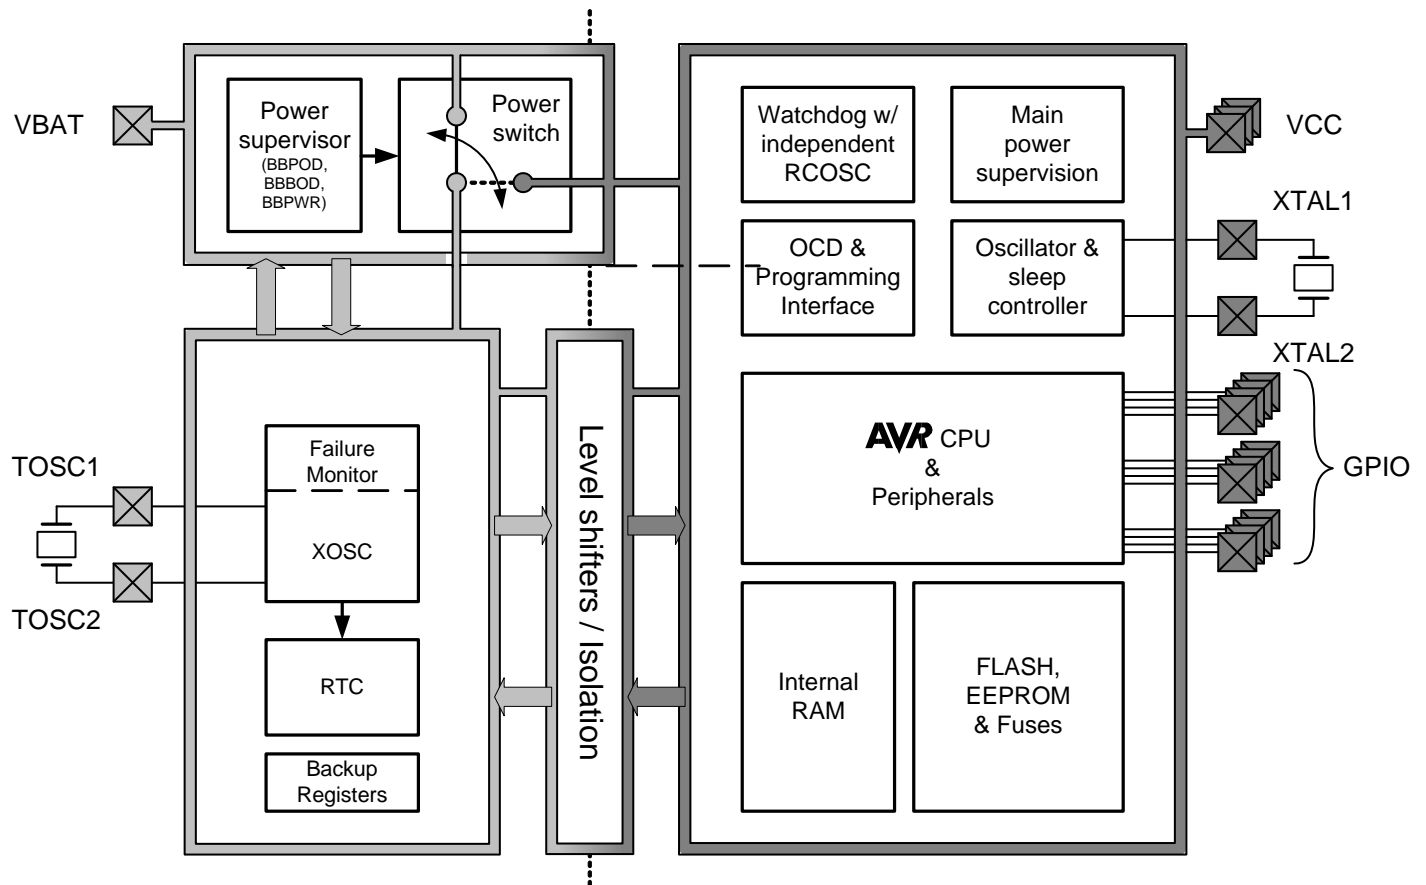 VBAT
Power
supervisor
(BBPOD,
BBBOD,
BBPWR)
Power
switch
Watchdog w/
independent
RCOSC
Main
power
supervision
VCC
XTAL1
OCD &
Programming
Interface
Oscillator &
sleep
controller
XTAL2
Level shifters / Isolation
AVR CPU
&
Peripherals
GPIO
TOSC1
Failure
Monitor
XOSC
TOSC2
RTC
Backup
Registers
Internal
RAM
FLASH,
EEPROM
& Fuses